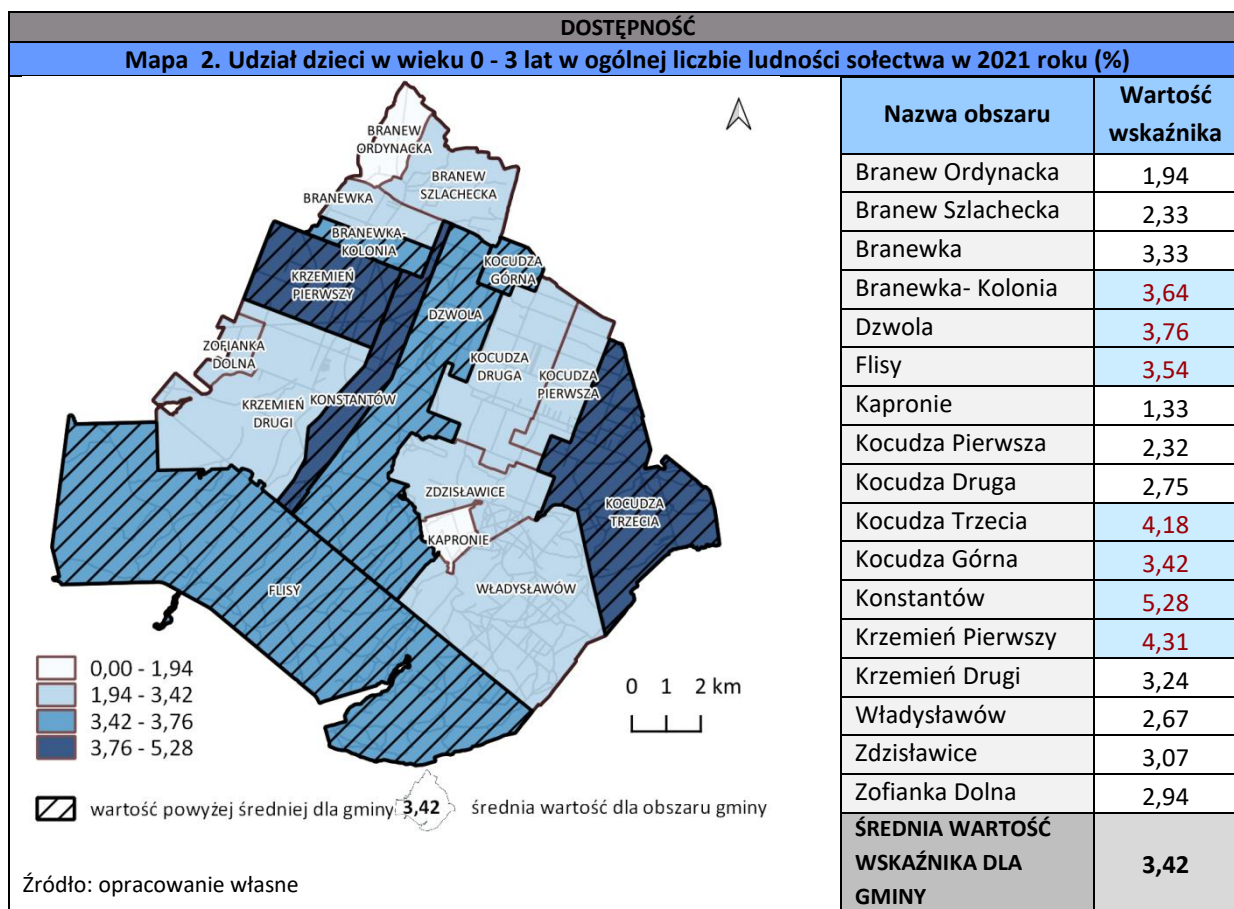 DOSTĘPNOŚĆ
Mapa 2. Udział dzieci w wieku 0 - 3 lat w ogólnej liczbie ludności sołectwa w 2021 roku (%)
BRANEW
ORDYNACKA
BRANEW
SZLACHECKA
BRANEWKA
BRANEWKA-
KOLONIA
KOCUDZA
GÓRNA
KRZEMIEŃ
PIERWSZY
DZWOLA
ZOFIANKA
DOLNA
KOCUDZA
DRUGA
KOCUDZA
PIERWSZA
KRZEMIEŃ
DRUGI
KONSTANTÓW
ZDZISŁAWICE
KOCUDZA
TRZECIA
KAPRONIE
FLISY
WŁADYSŁAWÓW
0,00 - 1,94
1,94 - 3,42
3,42 - 3,76
3,76 - 5,28
0 1 2 km
wartość powyżej średniej dla gminy
3,42
średnia wartość dla obszaru gminy
Źródło: opracowanie własne
Nazwa obszaru
Wartość
wskaźnika
Branew Ordynacka 1,94
Branew Szlachecka 2,33
Branewka 3,33
Branewka- Kolonia 3,64
Dzwola 3,76
Flisy 3,54
Kapronie 1,33
Kocudza Pierwsza 2,32
Kocudza Druga 2,75
Kocudza Trzecia 4,18
Kocudza Górna 3,42
Konstantów 5,28
Krzemień Pierwszy 4,31
Krzemień Drugi 3,24
Władysławów 2,67
Zdzisławice 3,07
Zofianka Dolna 2,94
ŚREDNIA WARTOŚĆ
WSKAŹNIKA DLA
GMINY
3,42